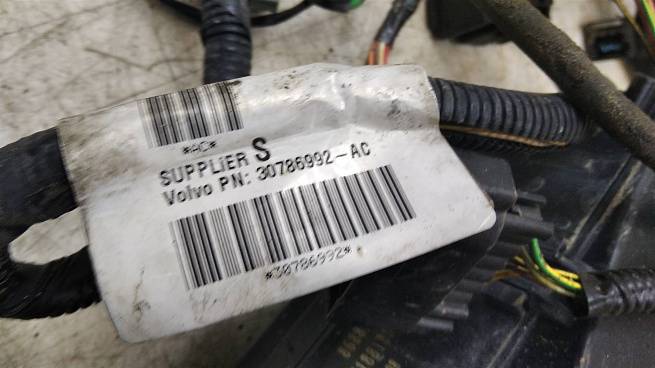 *AC*
SUPPLiER S
Volvo PN: 30786992-AC
*30786992*